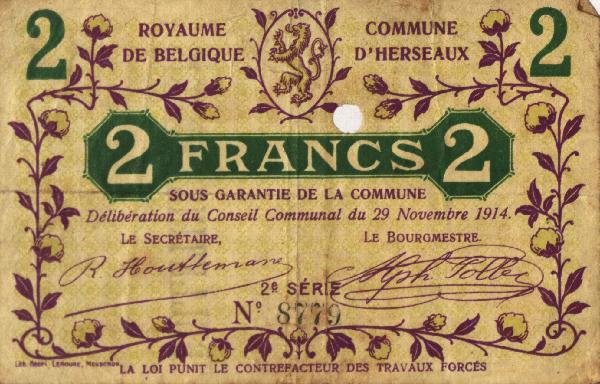 2
ROYAUME
DE BELGIQUE
COMMUNE
D'HERSEAUX
2
2 FRANCS 2
SOUS GARANTIE DE LA COMMUNE
Délibération du Conseil Communal du 29 Novembre 1914.
LE SECRÉTAIRE,
LE BOURGMESTRE.
R. Houttemane
Alph
2e SÉRIE
No 8779
LA LOI PUNIT LE CONTREFACTEUR DES TRAVAUX FORCÉS